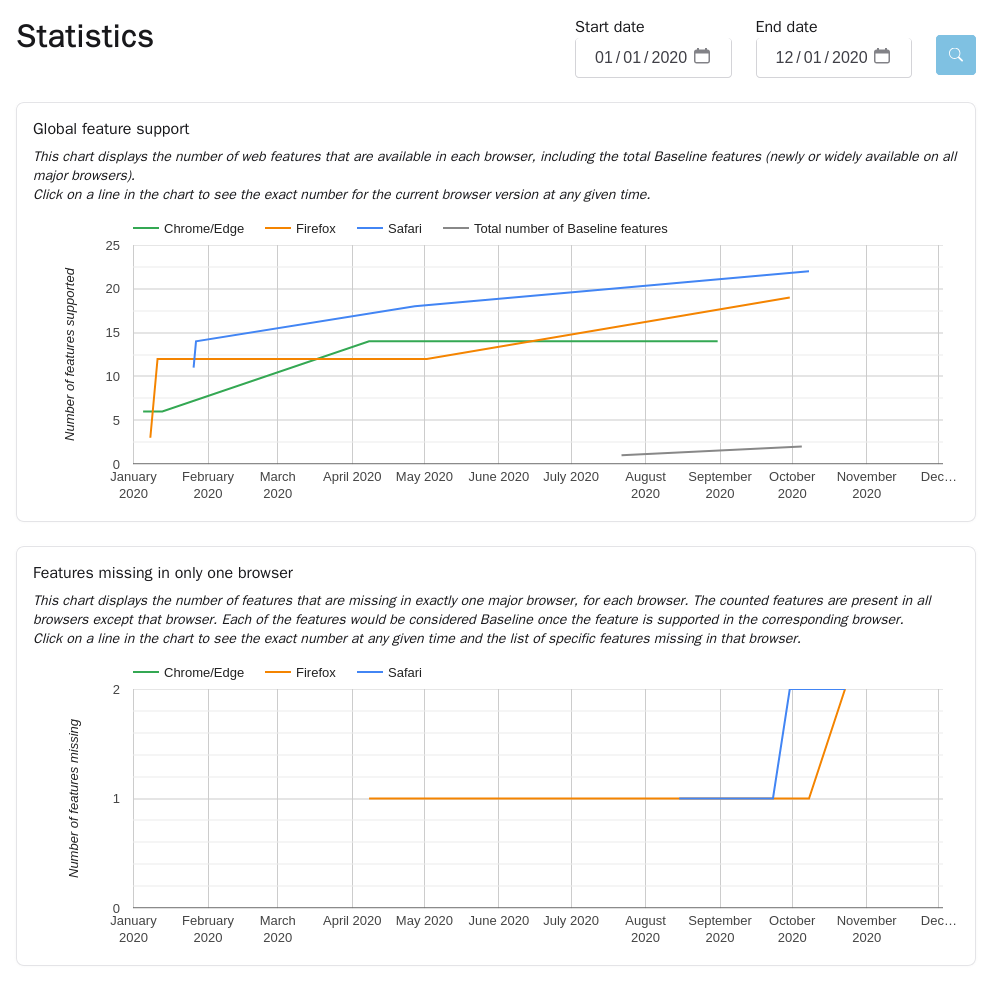 Statistics
Start date
01/01/2020
End date
12/01/2020
Global feature support
This chart displays the number of web features that are available in each browser, including the total Baseline features (newly or widely available on all
major browsers).
Click on a line in the chart to see the exact number for the current browser version at any given time.
Chrome/Edge Firefox Safari Total number of Baseline features
Number of features supported
25
20
15
10
5
0
January February March April 2020 May 2020 June 2020 July 2020 August September October November Dec…
2020 2020 2020 2020 2020 2020 2020
Features missing in only one browser
This chart displays the number of features that are missing in exactly one major browser, for each browser. The counted features are present in all
browsers except that browser. Each of the features would be considered Baseline once the feature is supported in the corresponding browser.
Click on a line in the chart to see the exact number at any given time and the list of specific features missing in that browser.
Chrome/Edge Firefox Safari
Number of features missing
2
1
0
January February March April 2020 May 2020 June 2020 July 2020 August September October November Dec…
2020 2020 2020 2020 2020 2020 2020